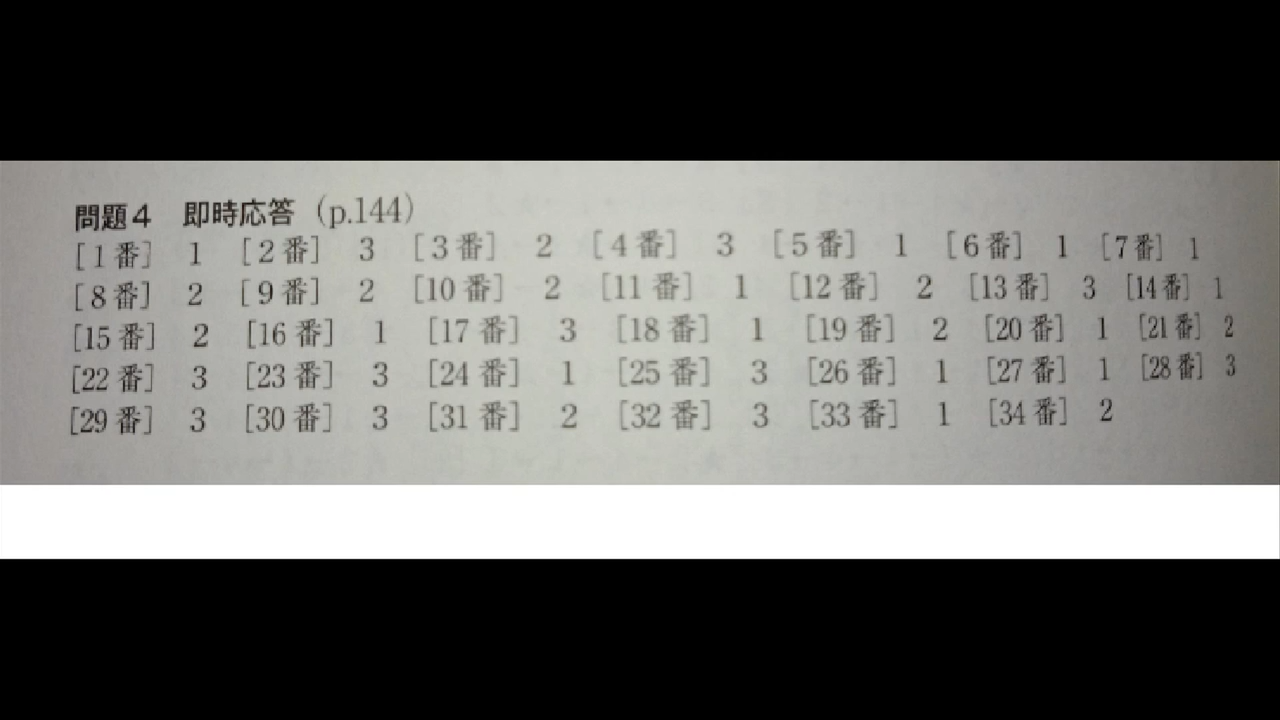 問題4 即時応答（p.144）
［1番］ 1 ［2番］ 3 ［3番］ 2 ［4番］ 3 ［5番］ 1 ［6番］ 1 ［7番］ 1
［8番］ 2 ［9番］ 2 ［10番］ 2 ［11番］ 1 ［12番］ 2 ［13番］ 3 ［14番］ 1
［15番］ 2 ［16番］ 1 ［17番］ 3 ［18番］ 1 ［19番］ 2 ［20番］ 1 ［21番］ 2
［22番］ 3 ［23番］ 3 ［24番］ 1 ［25番］ 3 ［26番］ 1 ［27番］ 1 ［28番］ 3
［29番］ 3 ［30番］ 3 ［31番］ 2 ［32番］ 3 ［33番］ 1 ［34番］ 2